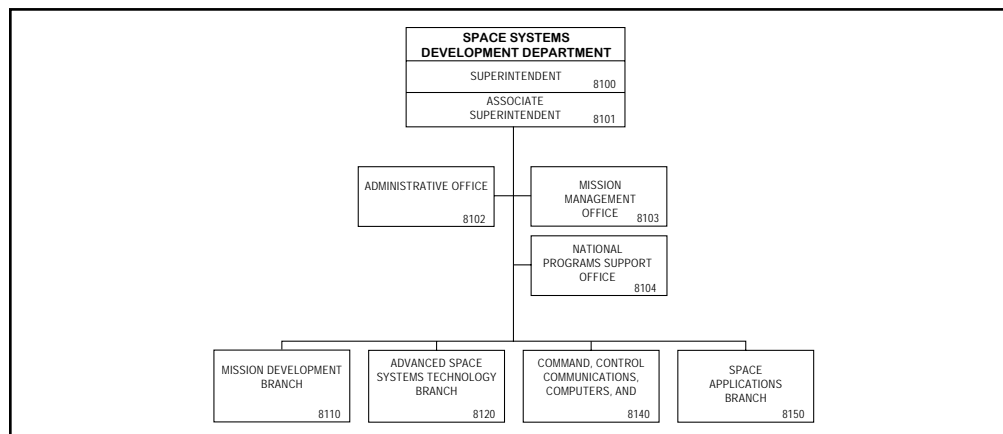 SPACE SYSTEMS
DEVELOPMENT DEPARTMENT
SUPERINTENDENT
8100
ASSOCIATE
SUPERINTENDENT
8101
ADMINISTRATIVE OFFICE
8102
MISSION
MANAGEMENT
OFFICE
8103
NATIONAL
PROGRAMS SUPPORT
OFFICE
8104
MISSION DEVELOPMENT
BRANCH
8110
ADVANCED SPACE
SYSTEMS TECHNOLOGY
BRANCH
8120
COMMAND, CONTROL
COMMUNICATIONS,
COMPUTERS, AND
8140
SPACE
APPLICATIONS
BRANCH
8150